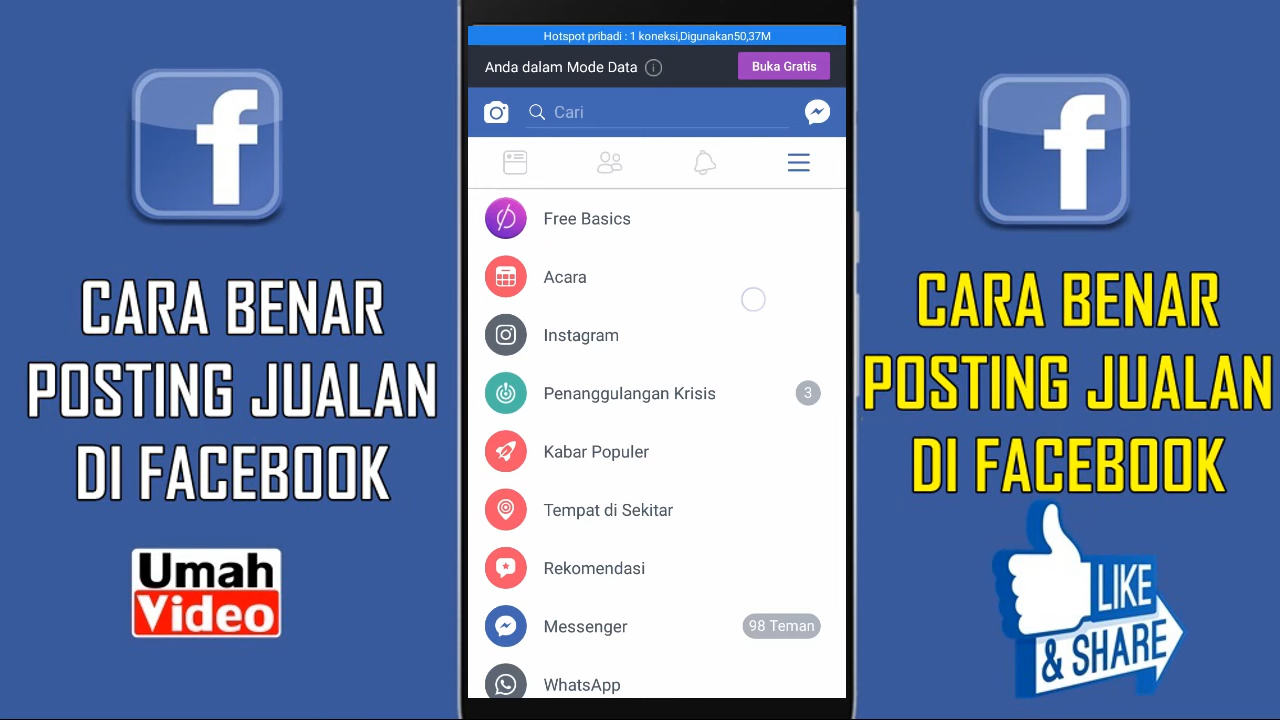 f
CARA BENAR
POSTING JUALAN
DI FACEBOOK
Umah
Video
Hotspot pribadi : 1 koneksi,Digunakan50,37M
Anda dalam Mode Data
Buka Gratis
Cari
Free Basics
Acara
Instagram
Penanggulangan Krisis 3
Kabar Populer
Tempat di Sekitar
Rekomendasi
Messenger 98 Teman
WhatsApp
f
CARA BENAR
POSTING JUALAN
DI FACEBOOK
LIKE
& SHARE